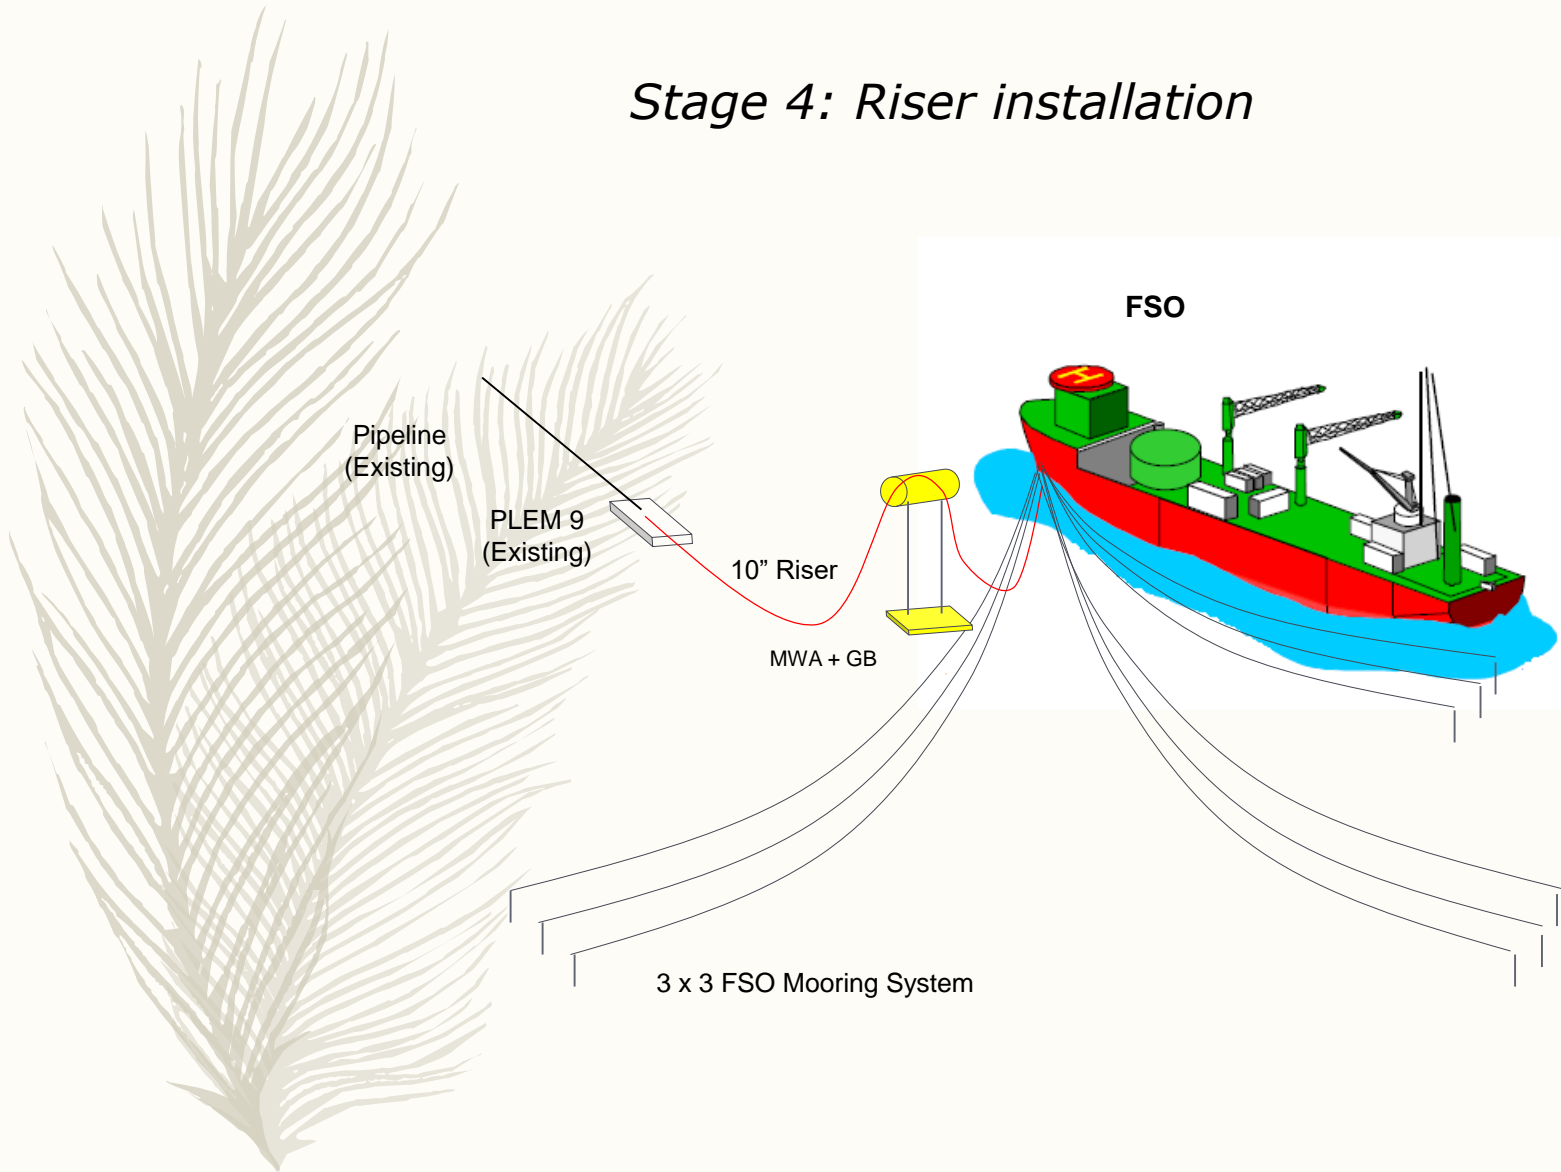 Stage 4: Riser installation
FSO
H
Pipeline
(Existing)
PLEM 9
(Existing)
10” Riser
MWA + GB
3 x 3 FSO Mooring System